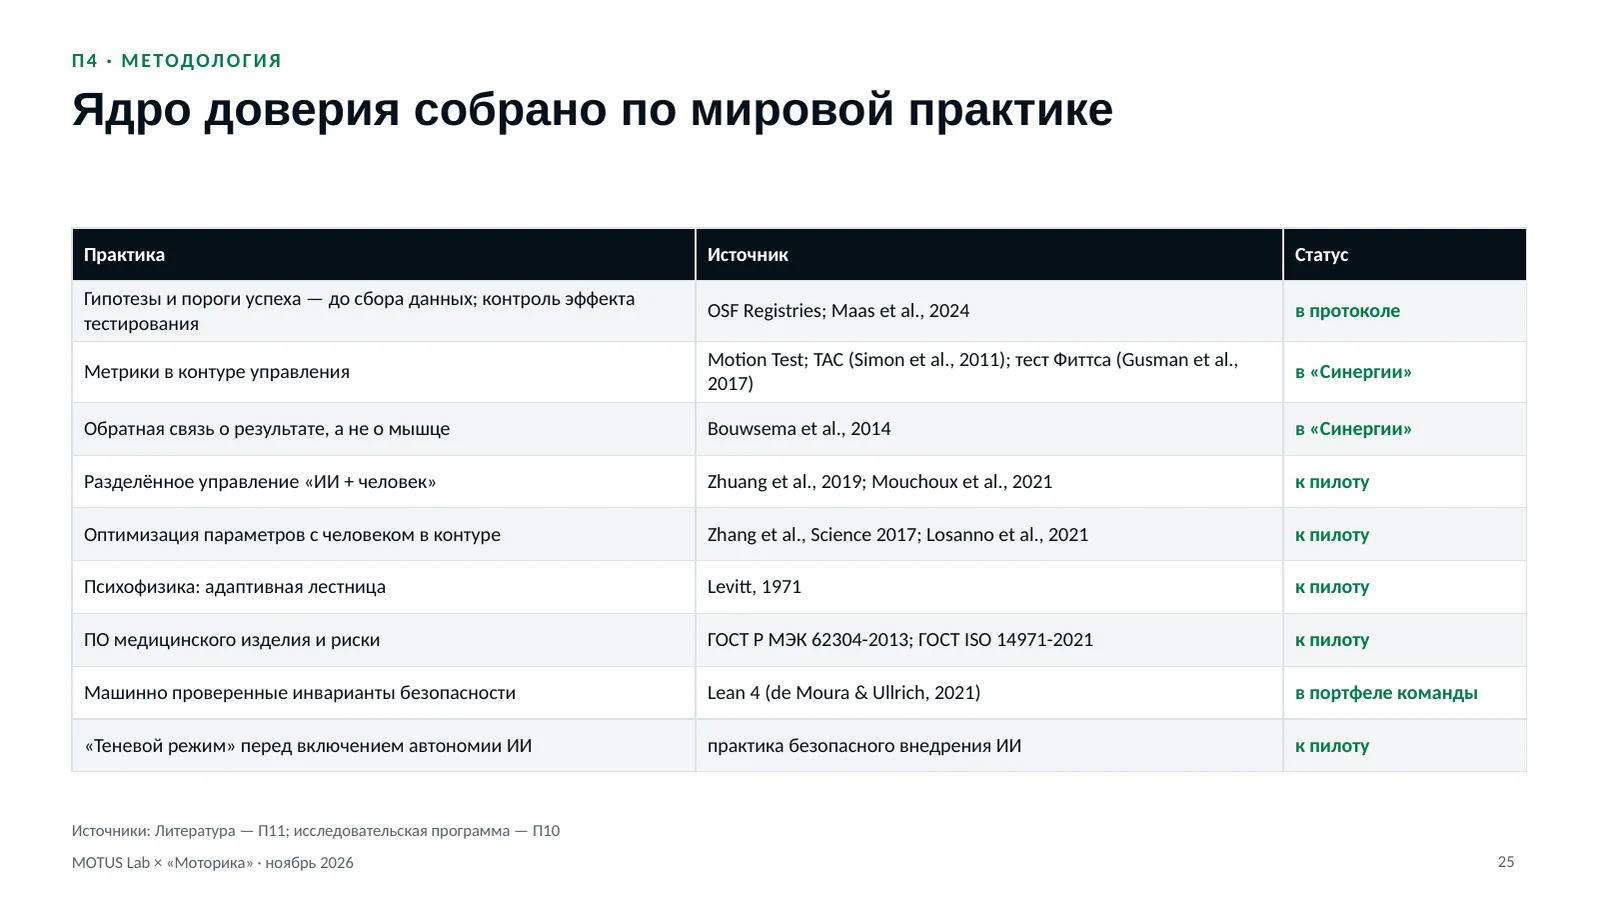 П4 · МЕТОДОЛОГИЯ
Ядро доверия собрано по мировой практике
Практика
Источник
Статус
Гипотезы и пороги успеха — до сбора данных; контроль эффекта
тестирования
OSF Registries; Maas et al., 2024
в протоколе
Метрики в контуре управления
Motion Test; TAC (Simon et al., 2011); тест Фиттса (Gusman et al.,
2017)
в «Синергии»
Обратная связь о результате, а не о мышце
Bouwsema et al., 2014
в «Синергии»
Разделённое управление «ИИ + человек»
Zhuang et al., 2019; Mouchoux et al., 2021
к пилоту
Оптимизация параметров с человеком в контуре
Zhang et al., Science 2017; Losanno et al., 2021
к пилоту
Психофизика: адаптивная лестница
Levitt, 1971
к пилоту
ПО медицинского изделия и риски
ГОСТ Р МЭК 62304-2013; ГОСТ ISO 14971-2021
к пилоту
Машинно проверенные инварианты безопасности
Lean 4 (de Moura & Ullrich, 2021)
в портфеле команды
«Теневой режим» перед включением автономии ИИ
практика безопасного внедрения ИИ
к пилоту
Источники: Литература — П11; исследовательская программа — П10
MOTUS Lab × «Моторика» · ноябрь 2026
25